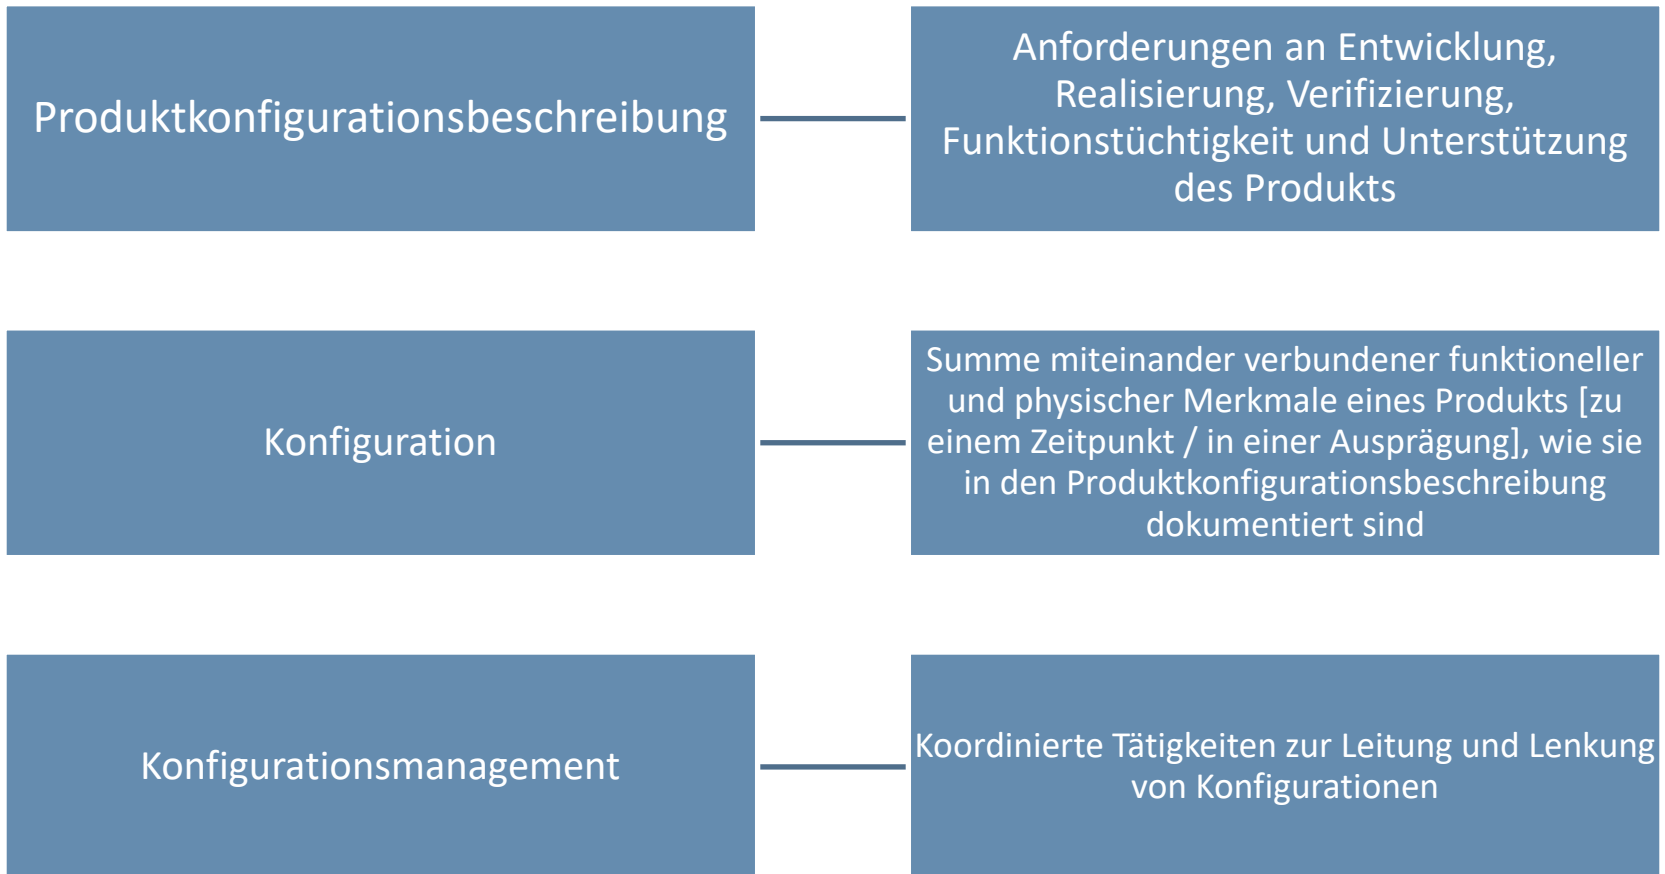 Produktkonfigurationsbeschreibung
Anforderungen an Entwicklung,
Realisierung, Verifizierung,
Funktionstüchtigkeit und Unterstützung
des Produkts
Konfiguration
Summe miteinander verbundener funktioneller
und physischer Merkmale eines Produkts [zu
einem Zeitpunkt / in einer Ausprägung], wie sie
in den Produktkonfigurationsbeschreibung
dokumentiert sind
Konfigurationsmanagement
Koordinierte Tätigkeiten zur Leitung und Lenkung
von Konfigurationen